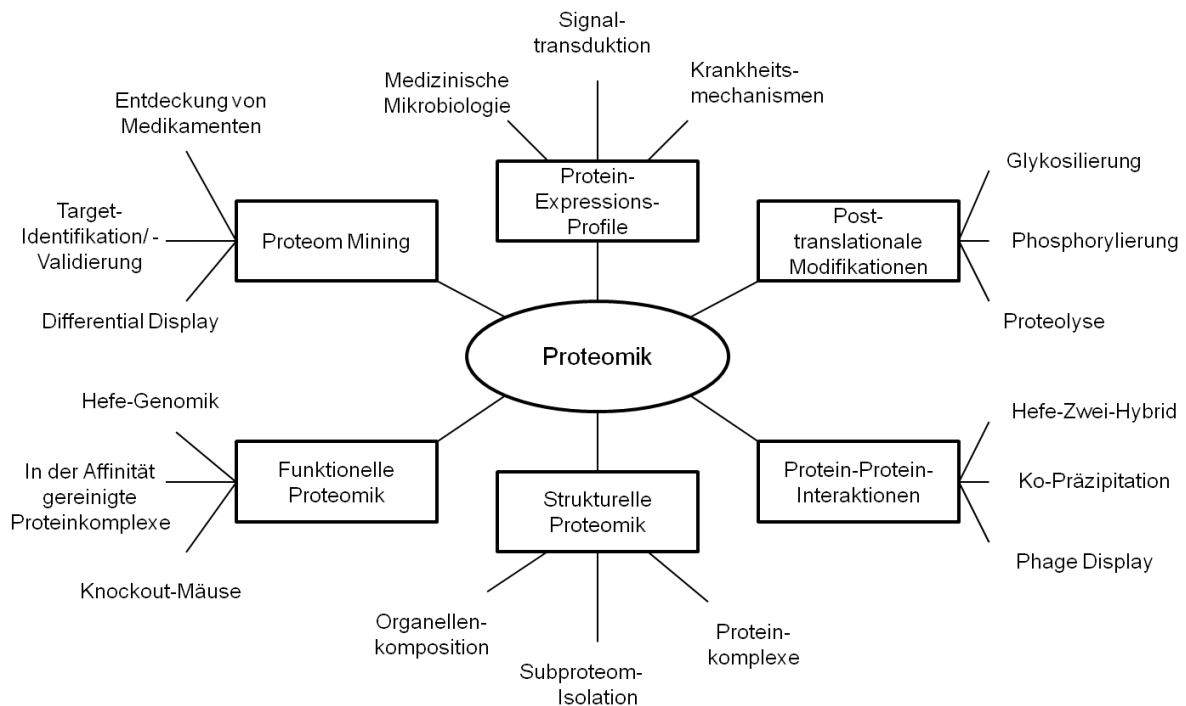 Signal-
transduktion
Medizinische
Mikrobiologie
Krankheits-
mechanismen
Protein-
Expressions-
Profile
Entdeckung von
Medikamenten
Target-
Identifikation/ -
Validierung
Differential Display
Proteom Mining
Post-
translationale
Modifikationen
Glykosilierung
Phosphorylierung
Proteolyse
Proteomik
Hefe-Genomik
In der Affinität
gereinigte
Proteinkomplexe
Knockout-Mäuse
Funktionelle
Proteomik
Strukturelle
Proteomik
Organellen-
komposition
Subproteom-
Isolation
Protein-
komplexe
Protein-Protein-
Interaktionen
Hefe-Zwei-Hybrid
Ko-Präzipitation
Phage Display